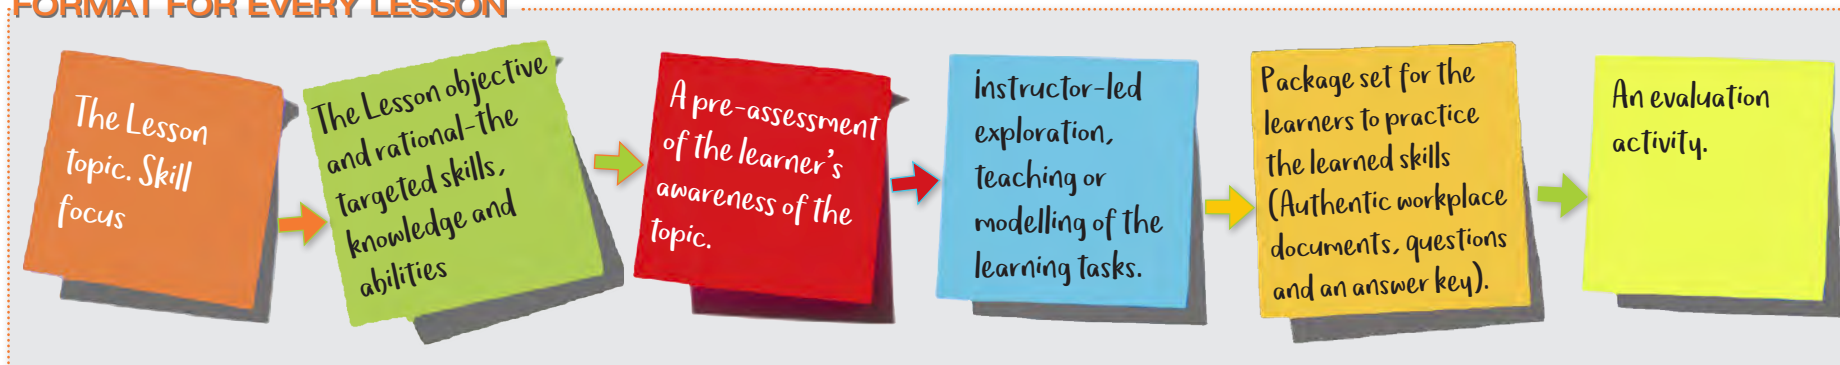 FORMAT FOR EVERY LESSON
The Lesson
topic. Skill
focus
The Lesson objective
and rational-the
targeted skills,
knowledge and
abilities
A pre-assessment
of the learner's
awareness of the
topic.
Instructor-led
exploration,
teaching or
modelling of the
learning tasks.
Package set for the
learners to practice
the learned skills
(Authentic workplace
documents, questions
and an answer key).
An evaluation
activity.